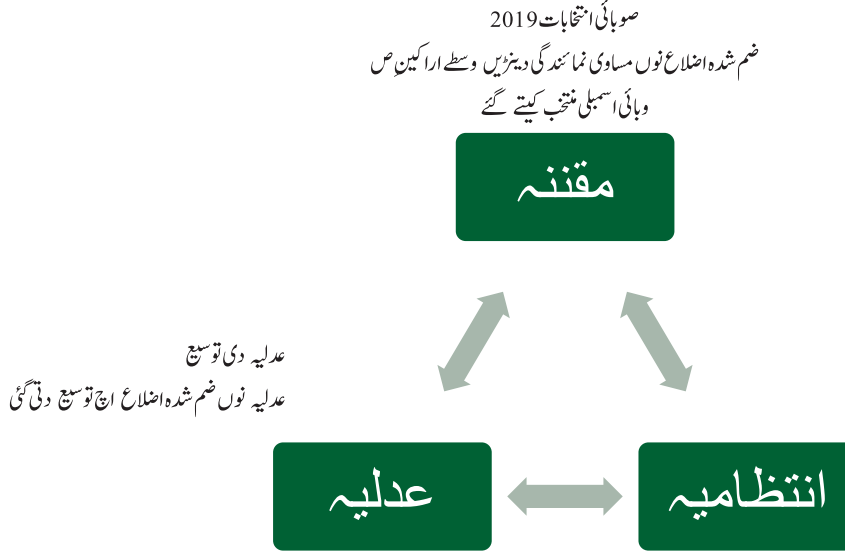 صوبائی انتخابات 2019
ضم شدہ اضلاع نوں مساوی نمائندگی دینڑیں وسطے اراکینِ ص
وبائی اسمبلی منتخب کیتے گئے
مقننہ
عدلیہ دی توسیع
عدلیہ نوں ضم شدہ اضلاع اچ توسیع دتی گئی
انتظامیہ
عدلیہ